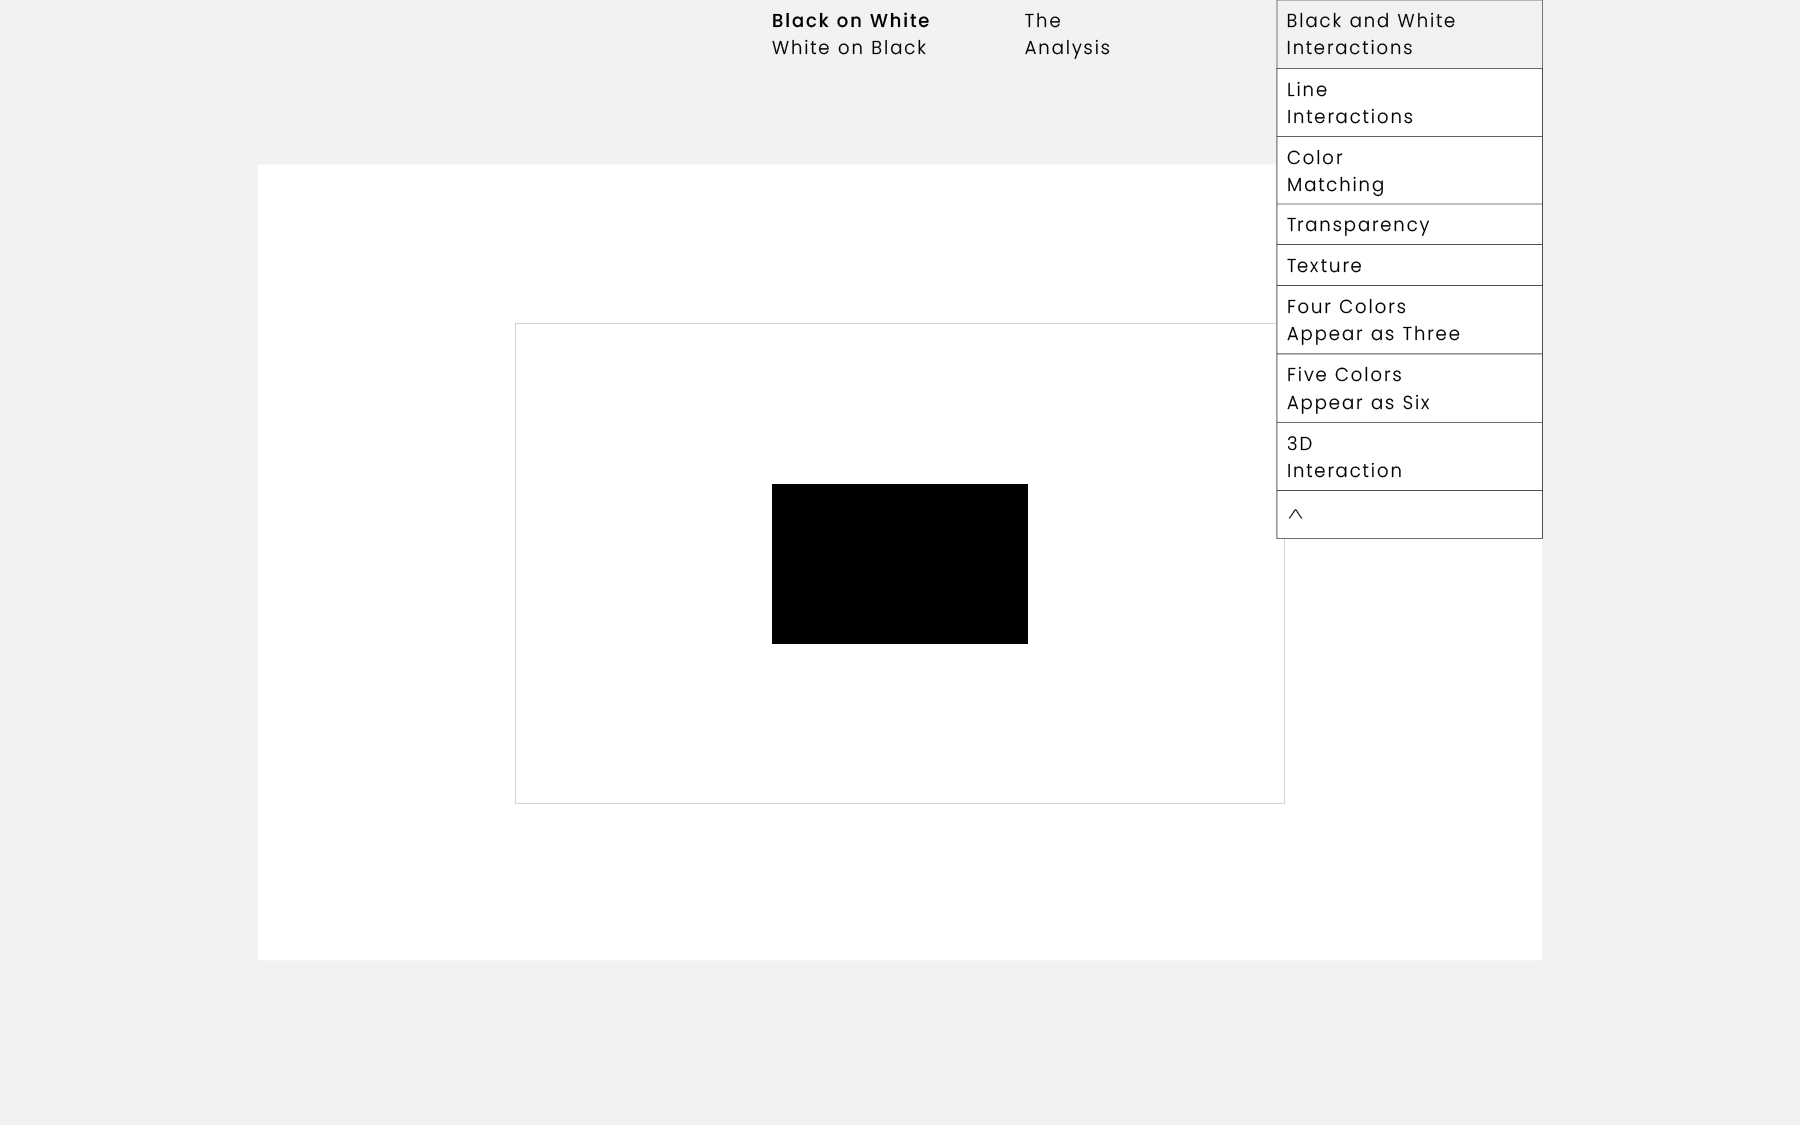 Black on White
White on Black
The
Analysis
Black and White
Interactions
Line
Interactions
Color
Matching
Transparency
Texture
Four Colors
Appear as Three
Five Colors
Appear as Six
3D
Interaction